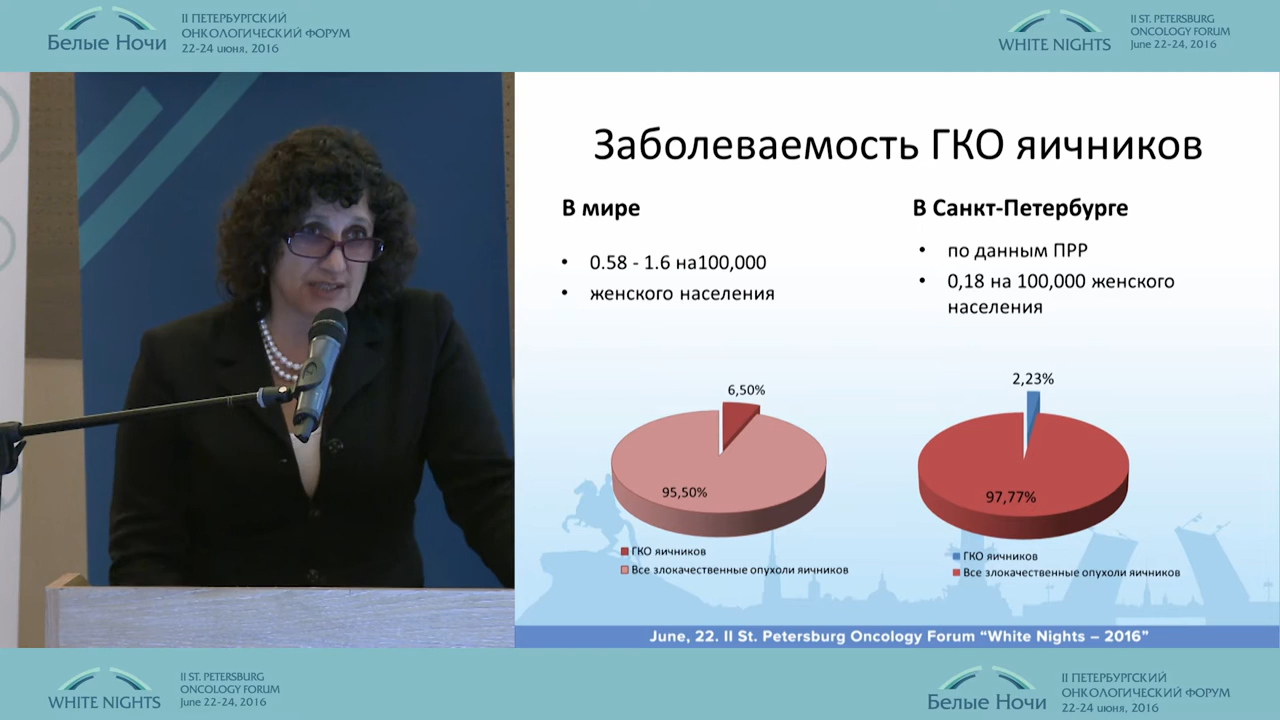 Белые Ночи
II ПЕТЕРБУРГСКИЙ
ОНКОЛОГИЧЕСКИЙ ФОРУМ
22-24 июня, 2016
WHITE NIGHTS
II ST. PETERSBURG
ONCOLOGY FORUM
June 22-24, 2016
Заболеваемость ГКО яичников
В мире
• 0.58 - 1.6 на100,000
• женского населения
В Санкт-Петербурге
• по данным ПРР
• 0,18 на 100,000 женского
населения
6,50%
95,50%
ГКО яичников
Все злокачественные опухоли яичников
2,23%
97,77%
ГКО яичников
Все злокачественные опухоли яичников
June, 22. II St. Petersburg Oncology Forum “White Nights – 2016”
WHITE NIGHTS
II ST. PETERSBURG
ONCOLOGY FORUM
June 22-24, 2016
Белые Ночи
II ПЕТЕРБУРГСКИЙ
ОНКОЛОГИЧЕСКИЙ ФОРУМ
22-24 июня, 2016